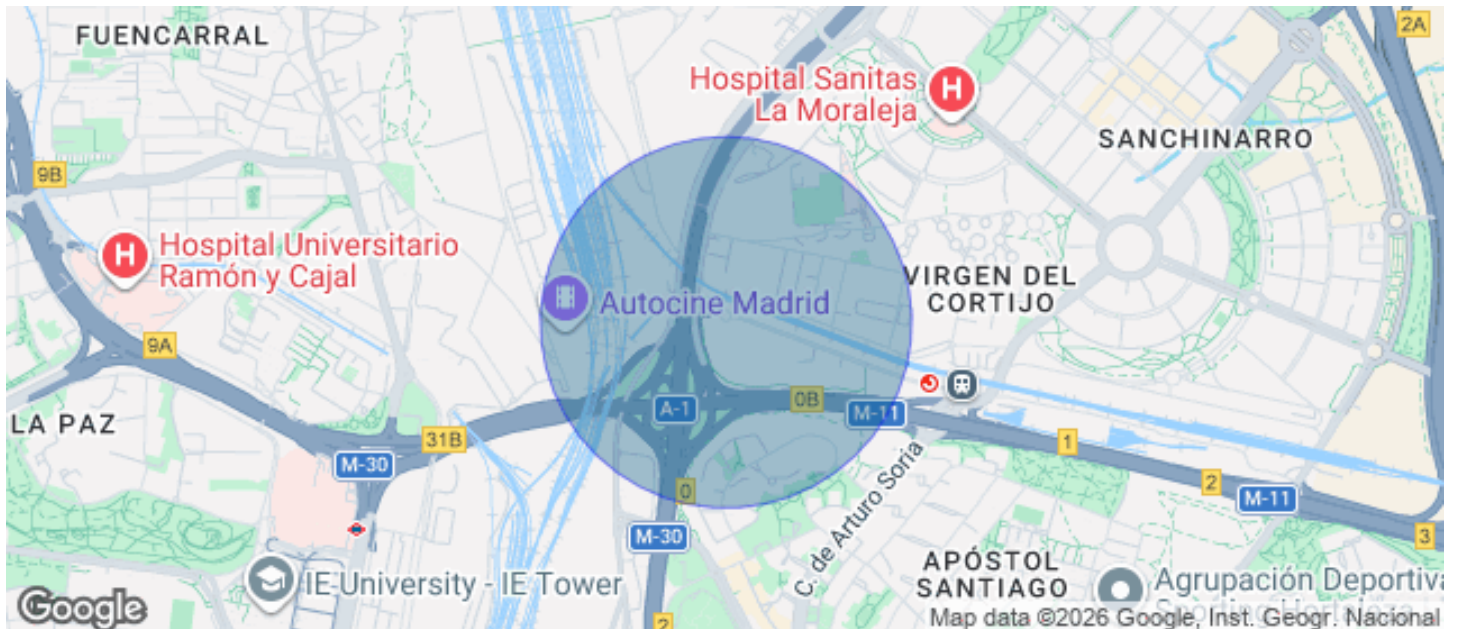 FUENCARRAL
2A
Hospital Sanitas
La Moraleja
H
SANCHINARRO
9B
H
Hospital Universitario
Ramón y Cajal
VIRGEN DEL
CORTIJO
Autocine Madrid
9A
0B
A-1
M-11
LA PAZ
31B
1
M-30
C. de Arturo Soria
2
0
M-11
M-30
3
APÓSTOL
SANTIAGO
IE University - IE Tower
Agrupación Deportiva
2
Google
Map data ©2026 Google, Inst. Geogr. Nacional